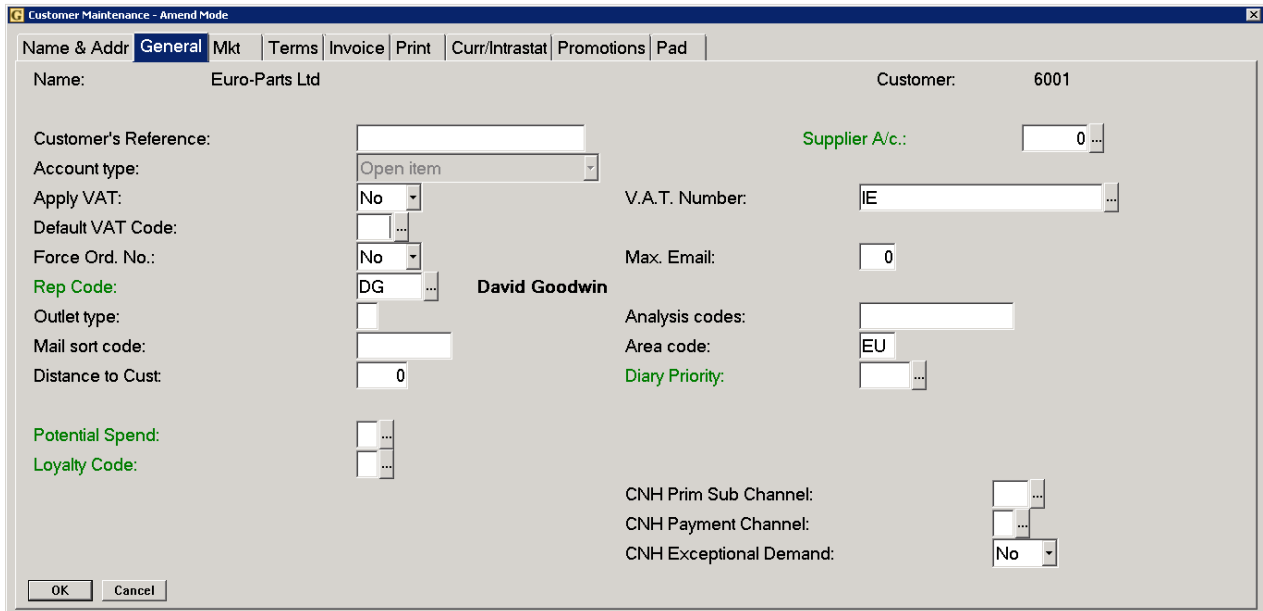 G Customer Maintenance - Amend Mode
Name & Addr General Mkt Terms Invoice Print Curr/Intrastat Promotions Pad
Name: Euro-Parts Ltd Customer: 6001
Customer's Reference: Supplier A/c.: 0 ...
Account type: Open item
Apply VAT: No V.A.T. Number: IE ...
Default VAT Code: ...
Force Ord. No.: No Max. Email: 0
Rep Code: DG ... David Goodwin
Outlet type: Analysis codes:
Mail sort code: Area code: EU
Distance to Cust: 0 Diary Priority: ...
Potential Spend: ...
Loyalty Code: ...
CNH Prim Sub Channel: ...
CNH Payment Channel: ...
CNH Exceptional Demand: No
OK Cancel